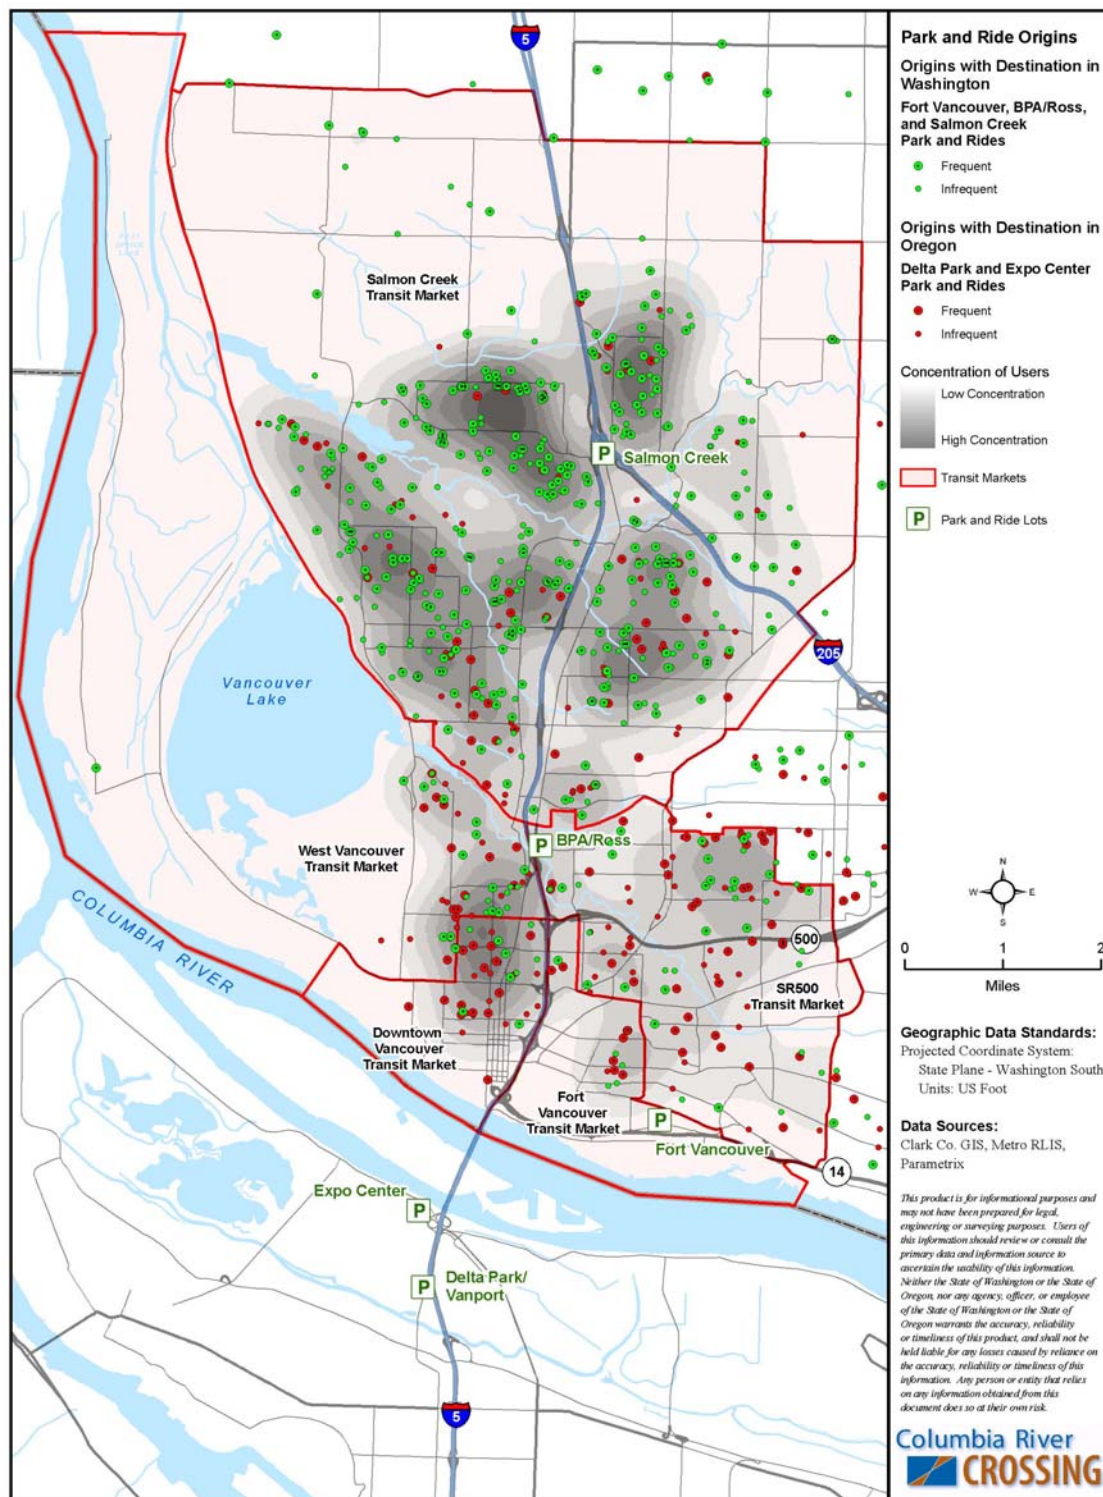 Park and Ride Origins
Origins with Destination in
Washington
Fort Vancouver, BPA/Ross,
and Salmon Creek
Park and Rides
Frequent
Infrequent
Origins with Destination in
Oregon
Delta Park and Expo Center
Park and Rides
Frequent
Infrequent
Concentration of Users
Low Concentration
High Concentration
Transit Markets
P Park and Ride Lots
5
Salmon Creek
Transit Market
P Salmon Creek
205
Vancouver
Lake
West Vancouver
Transit Market
P BPA/Ross
COLUMBIA RIVER
500
SR500
Transit Market
Downtown
Vancouver
Transit Market
Fort
Vancouver
Transit Market
P
Fort Vancouver
14
Expo Center
P
P
Delta Park/
Vanport
5
N
W E
S
0 1 2
Miles
Geographic Data Standards:
Projected Coordinate System:
State Plane - Washington South
Units: US Foot
Data Sources:
Clark Co. GIS, Metro RLIS,
Parametrix
This product is for informational purposes and
may not have been prepared for legal,
engineering or surveying purposes. Users of
this information should review or consult the
primary data and information source to
ascertain the usability of this information.
Neither the State of Washington or the State of
Oregon, nor any agency, officer, or employee
of the State of Washington or the State of
Oregon warrants the accuracy, reliability
or timeliness of this product, and shall not be
held liable for any losses caused by reliance on
the accuracy, reliability or timeliness of this
information. Any person or entity that relies
on any information obtained from this
document does so at their own risk.
Columbia River
CROSSING